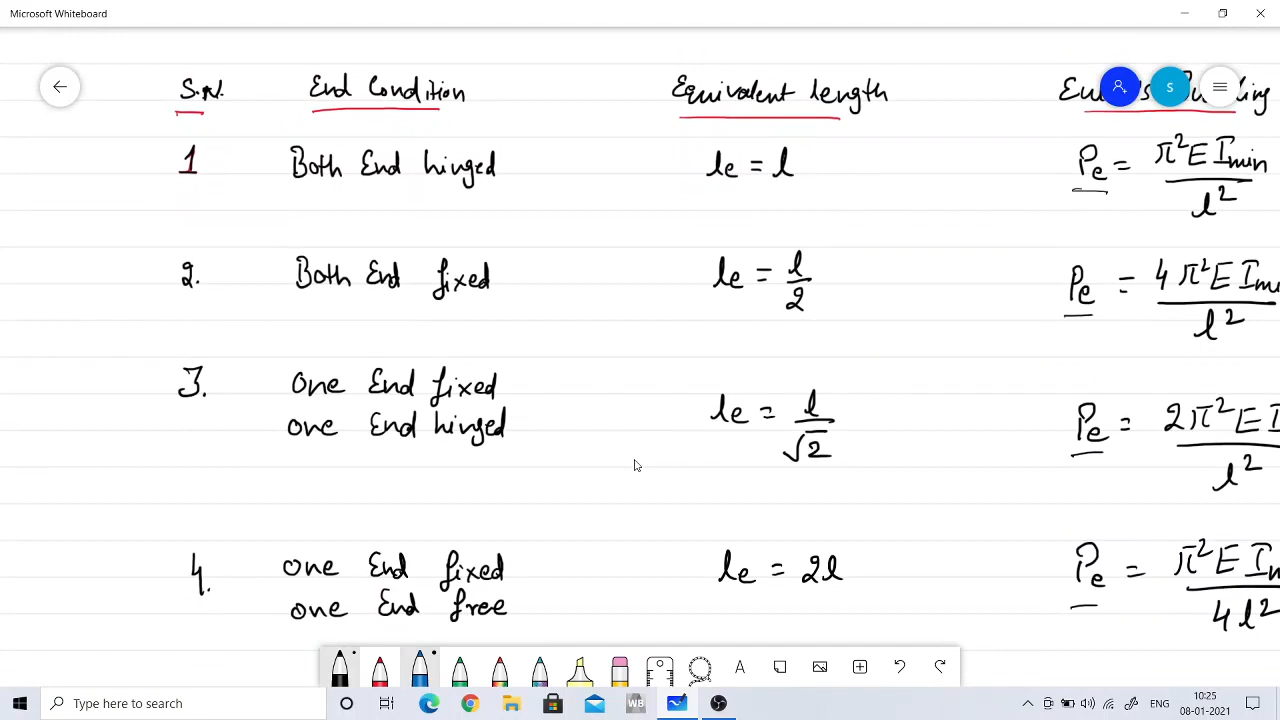 Microsoft Whiteboard
S.N. End Condition Equivalent length
1 Both End hinged le = l Pe = π²EImin / l²
2. Both End fixed le = l/2 Pe = 4π²EImi / l²
3. One End fixed
One End hinged le = l/√2 Pe = 2π²EI / l²
4. One End fixed
One End free le = 2l Pe = π²EI / 4l²
S
A
Type here to search
WB
ENG
10:25
08-01-2021